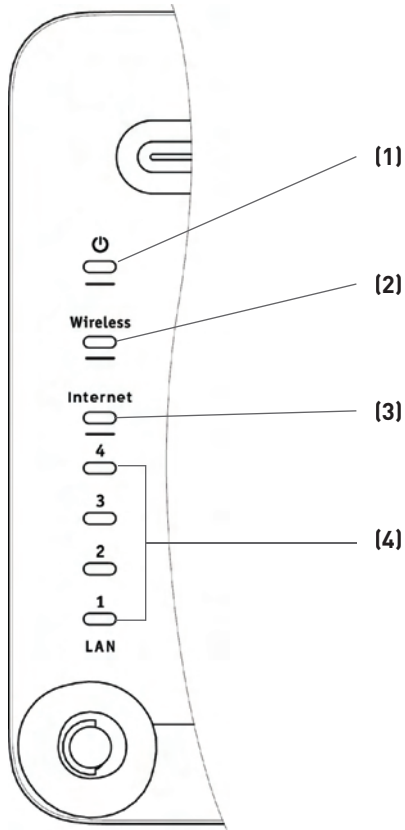 (1)
(2)
Wireless
Internet
(3)
4
3
(4)
2
1
LAN